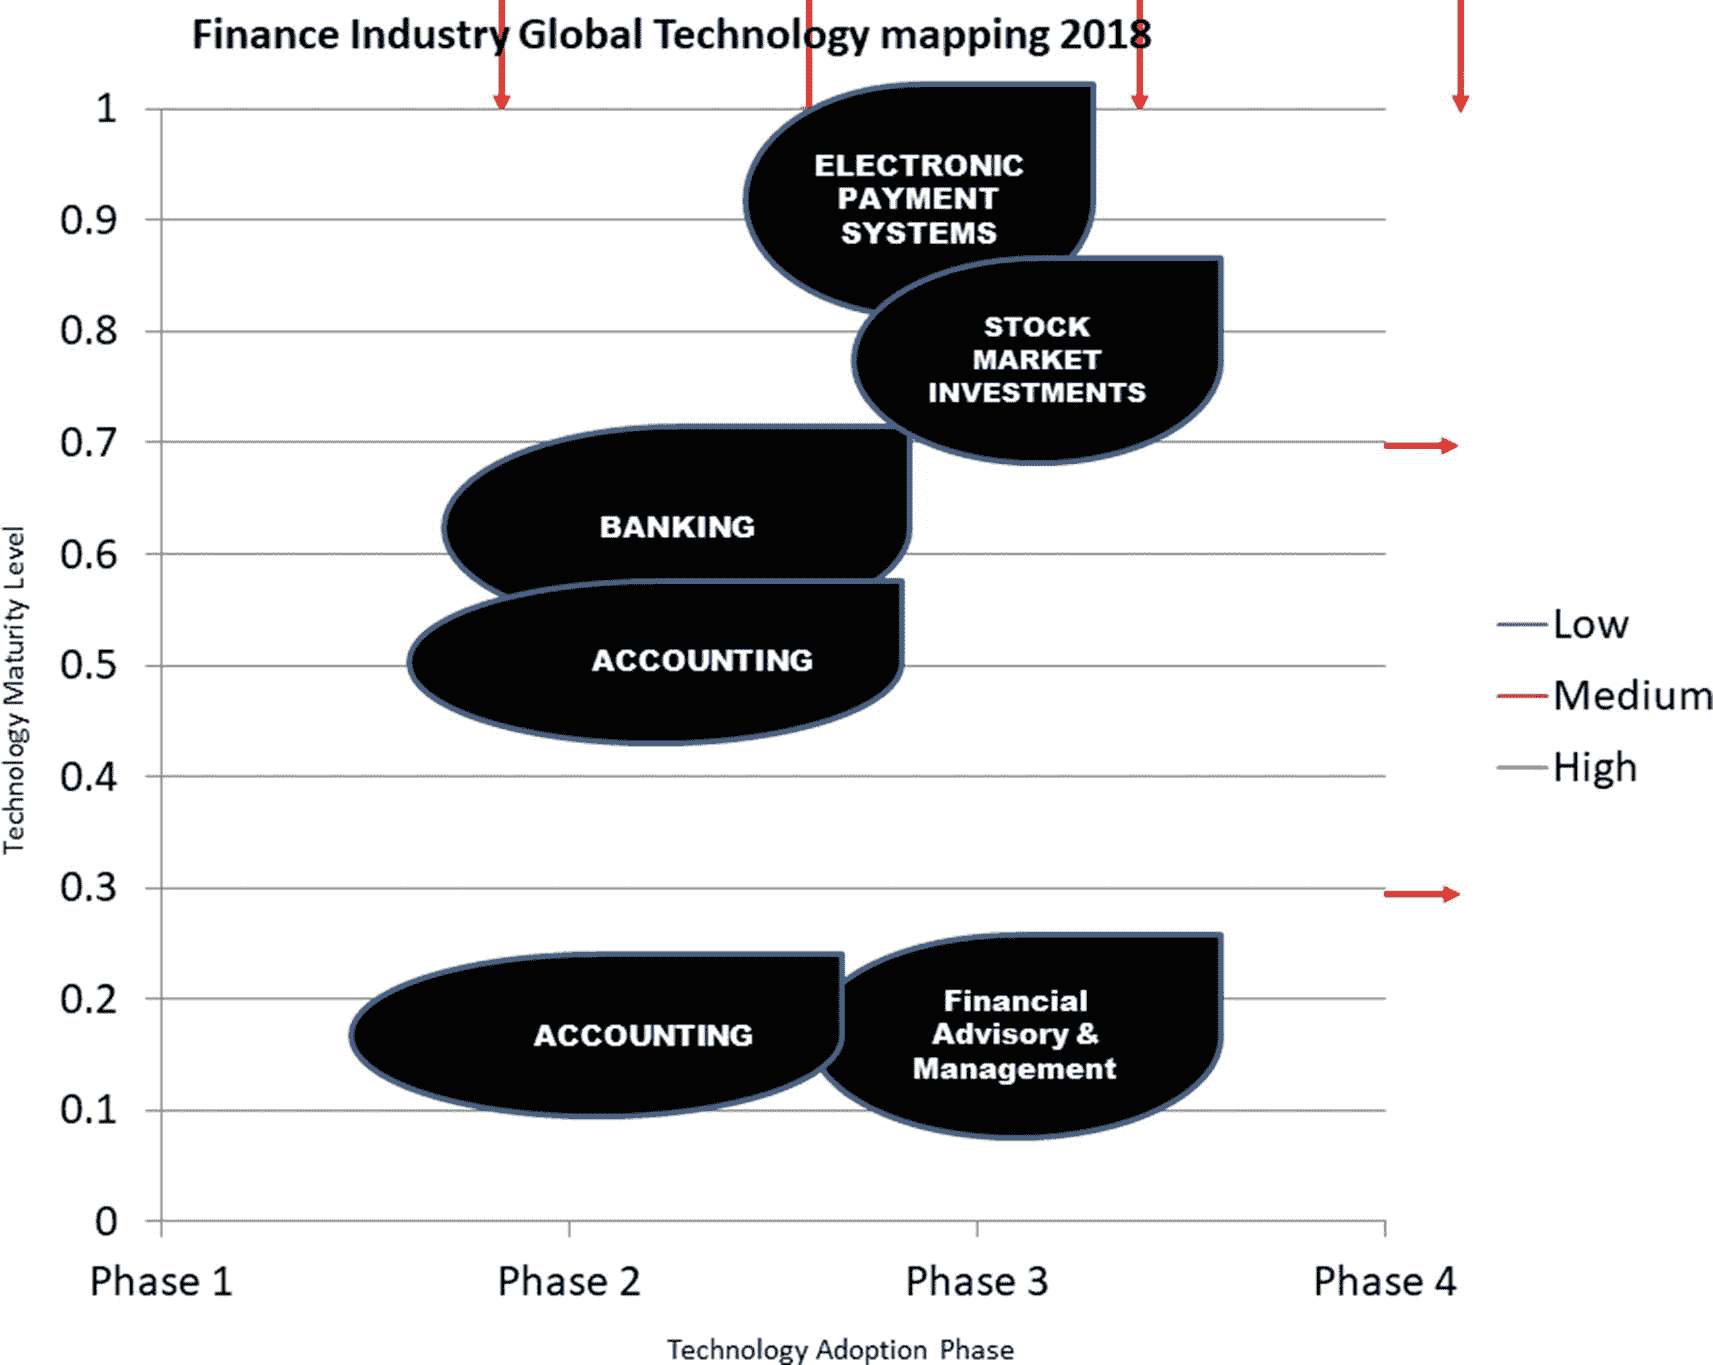 Finance Industry Global Technology mapping 2018
1
0.9
0.8
0.7
0.6
0.5
0.4
0.3
0.2
0.1
0
Technology Maturity Level
ELECTRONIC
PAYMENT
SYSTEMS
STOCK
MARKET
INVESTMENTS
BANKING
ACCOUNTING
ACCOUNTING
Financial
Advisory &
Management
Low
Medium
High
Phase 1
Phase 2
Phase 3
Phase 4
Technology Adoption Phase